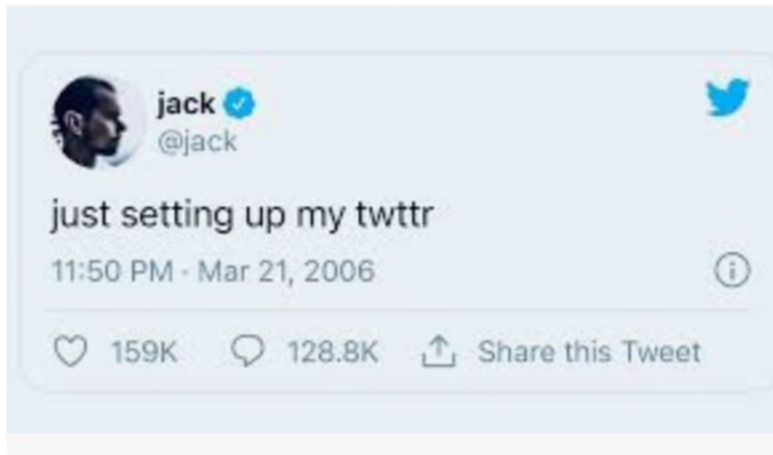 jack
@jack
just setting up my twttr
11:50 PM · Mar 21, 2006
159K 128.8K Share this Tweet